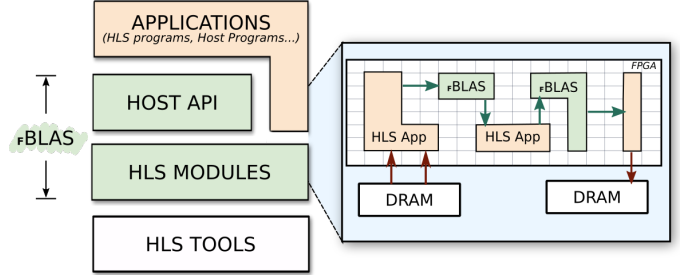 APPLICATIONS
(HLS programs, Host Programs...)
HOST API
FBLAS
HLS MODULES
HLS TOOLS
FPGA
FBLAS
FBLAS
HLS App
HLS App
DRAM
DRAM